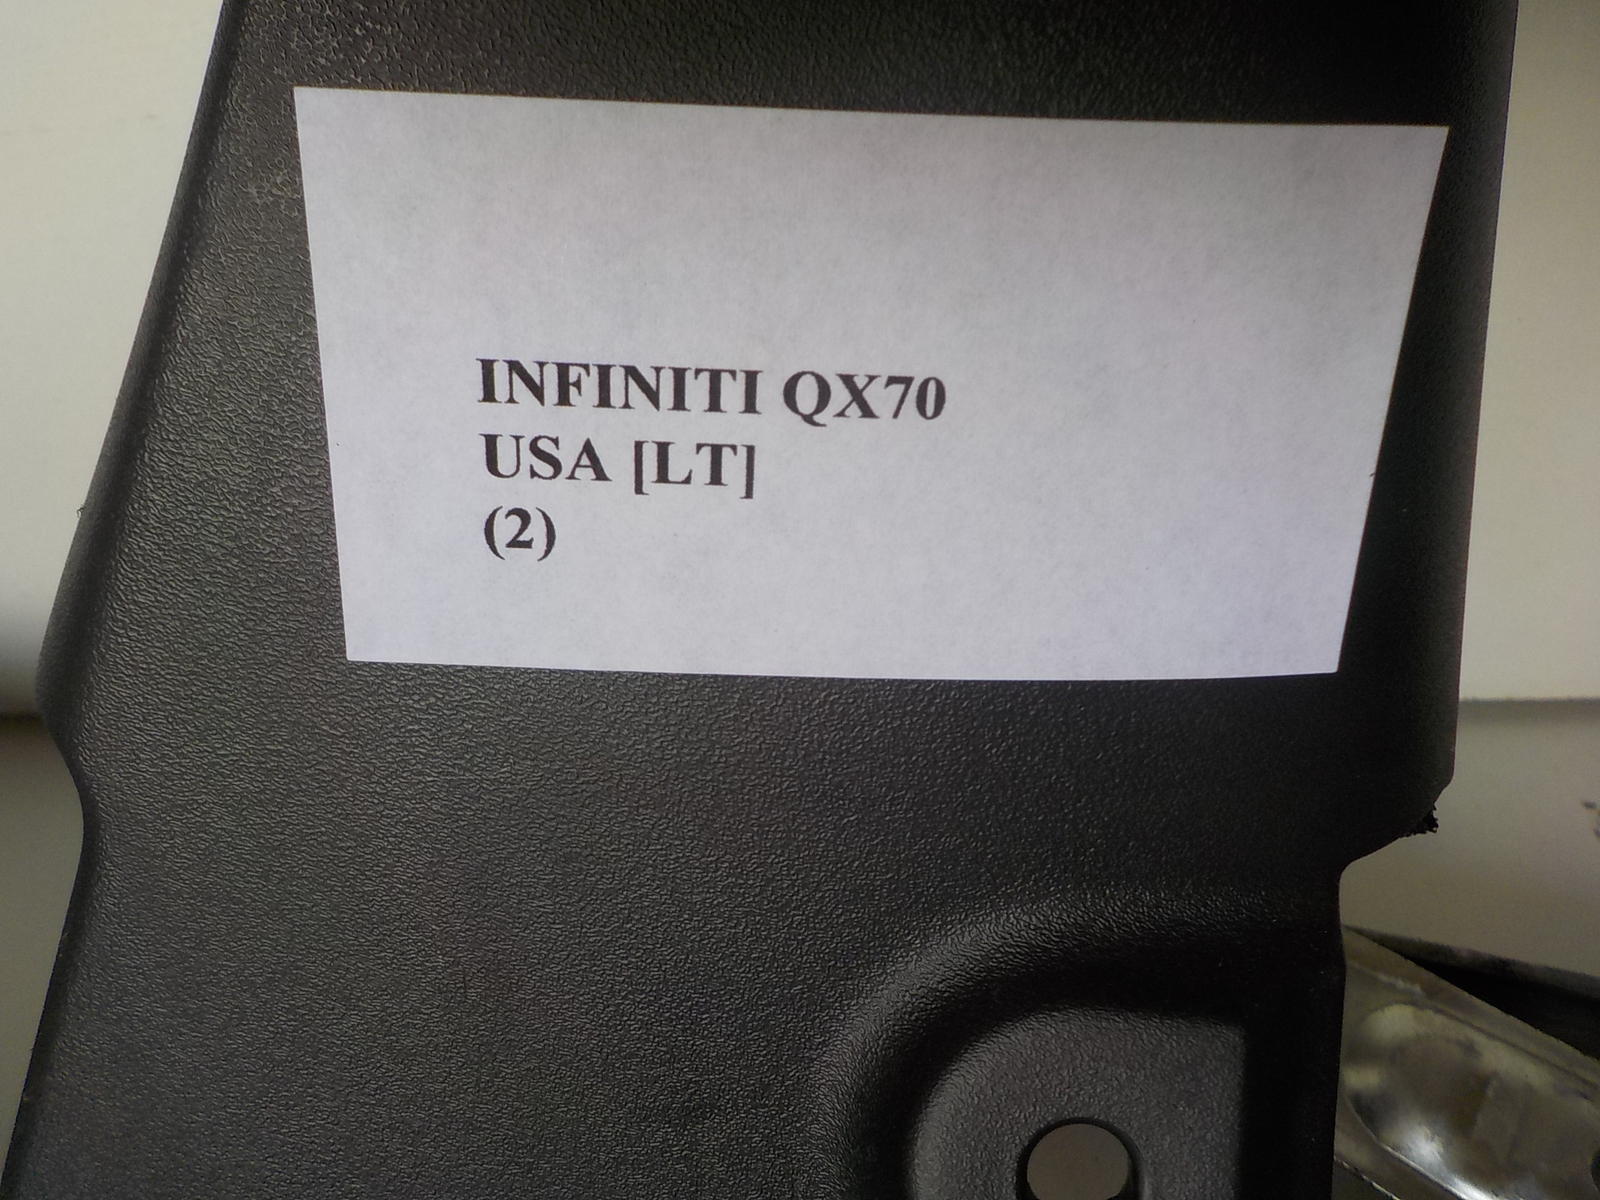 INFINITI QX70
USA [LT]
(2)